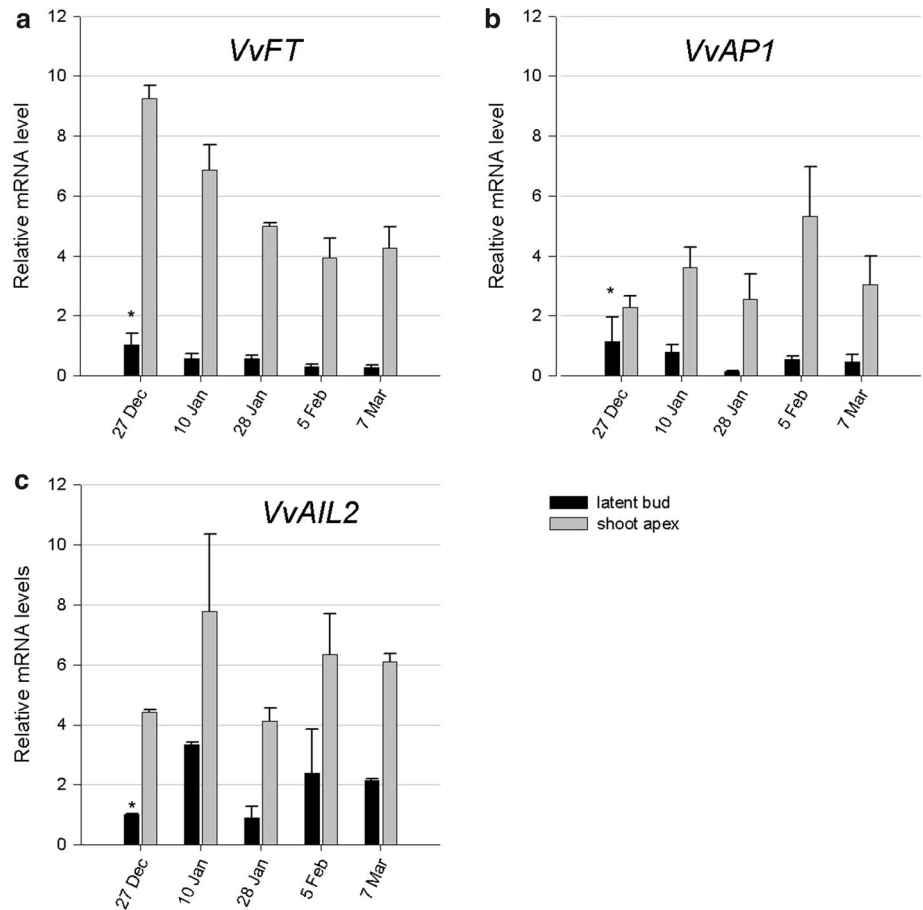 a
VvFT
Relative mRNA level
12
10
8
6
4
2
0
*
27 Dec
10 Jan
28 Jan
5 Feb
7 Mar
b
VvAP1
Realtive mRNA level
12
10
8
6
4
2
0
*
27 Dec
10 Jan
28 Jan
5 Feb
7 Mar
c
VvAIL2
Relative mRNA levels
12
10
8
6
4
2
0
*
27 Dec
10 Jan
28 Jan
5 Feb
7 Mar
latent bud
shoot apex